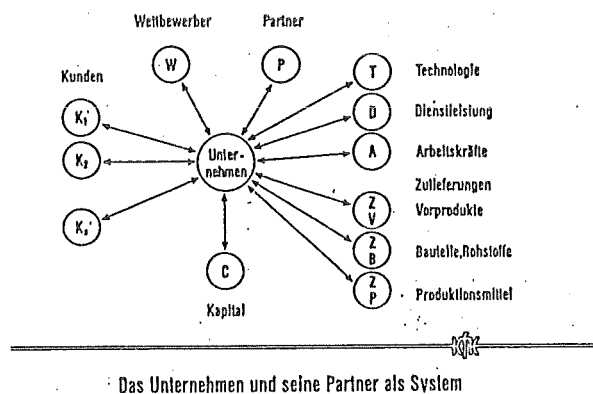 Wettbewerber
Partner
W
P
Kunden
K₁'
K₂
K₃'
Unter-
nehmen
C
Kapital
T Technologie
D Dienstleistung
A Arbeitskräfte
Zulieferungen
Z V Vorprodukte
Z B Bauteile, Rohstoffe
Z P Produktionsmittel
Das Unternehmen und seine Partner als System